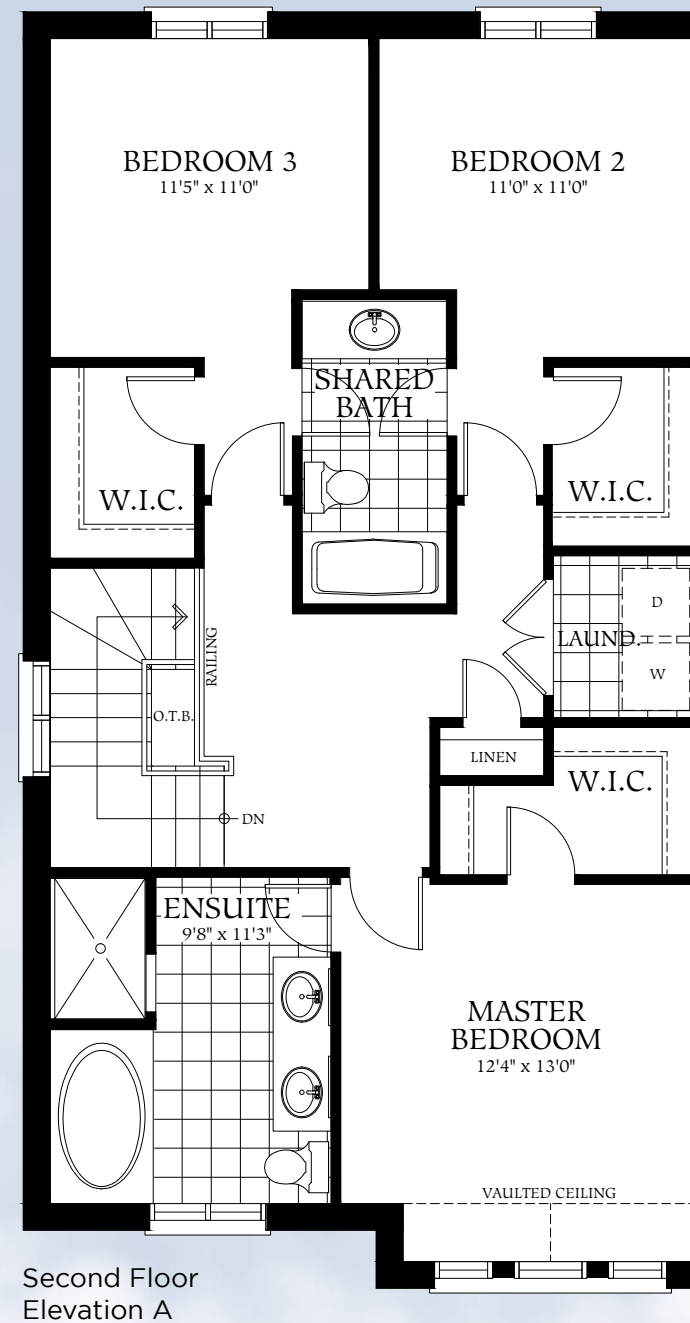 BEDROOM 3
11'5" x 11'0"
BEDROOM 2
11'0" x 11'0"
SHARED
BATH
W.I.C.
W.I.C.
RAILING
D
LAUND.
W
O.T.B.
LINEN
W.I.C.
DN
ENSUITE
9'8" x 11'3"
MASTER
BEDROOM
12'4" x 13'0"
VAULTED CEILING
Second Floor
Elevation A